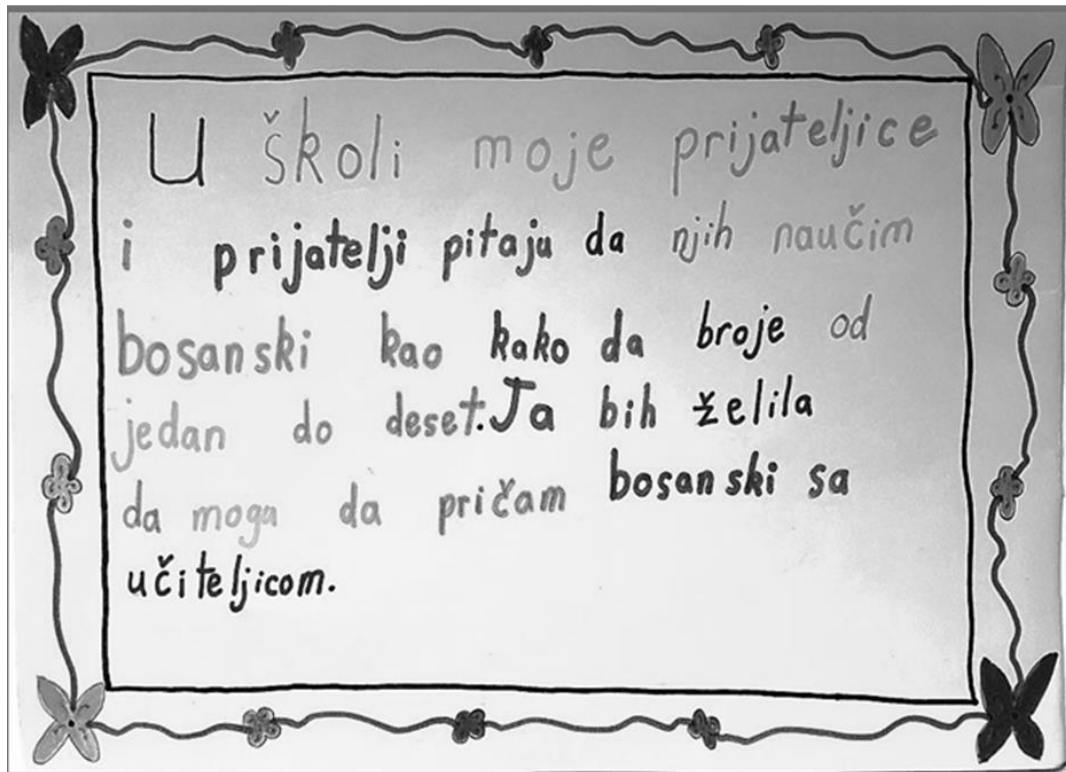 U školi moje prijateljice
i prijatelji pitaju da njih naučim
bosanski kao kako da broje od
jedan do deset. Ja bih želila
da mogu da pričam bosanski sa
učiteljicom.